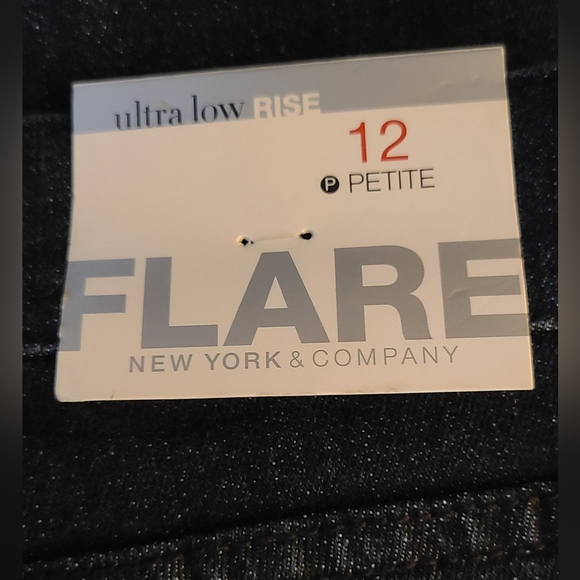 ultra low RISE
12
P PETITE
FLARE
NEW YORK & COMPANY